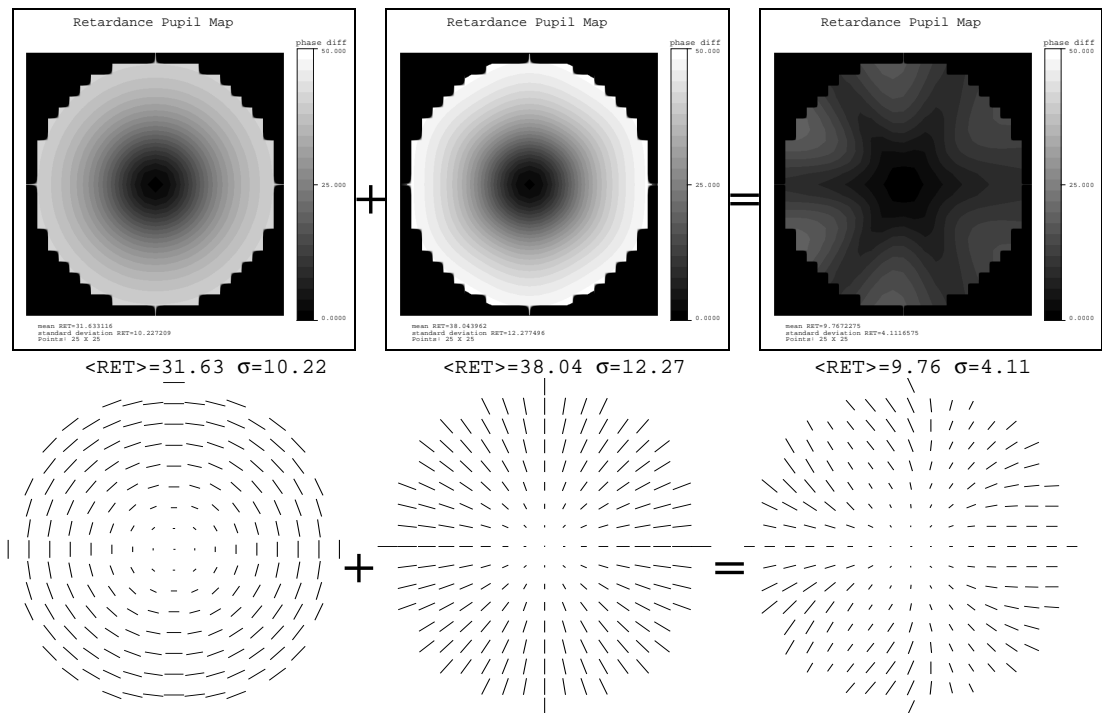 Retardance Pupil Map
phase diff
50.000
25.000
0.0000
mean RET=31.633116
standard deviation RET=10.227209
Points: 25 X 25
+
Retardance Pupil Map
phase diff
50.000
25.000
0.0000
mean RET=38.043962
standard deviation RET=12.277496
Points: 25 X 25
=
Retardance Pupil Map
phase diff
50.000
25.000
0.0000
mean RET=9.7672275
standard deviation RET=4.1116575
Points: 25 X 25
<RET>=31.63 σ=10.22
<RET>=38.04 σ=12.27
<RET>=9.76 σ=4.11
+
=